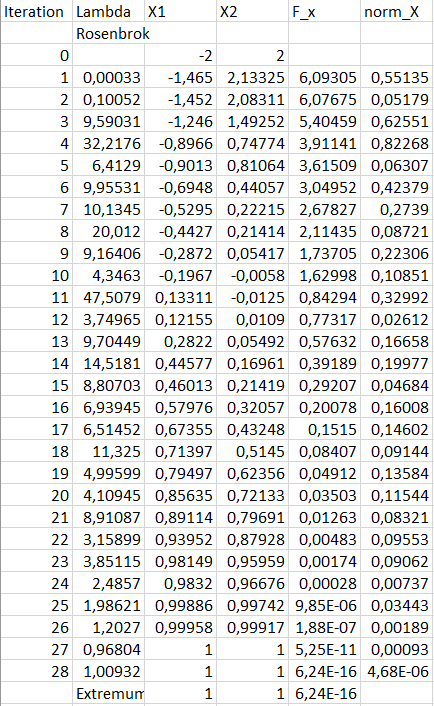 Iteration Lambda X1 X2 F_x norm_X
Rosenbrok
0 -2 2
1 0,00033 -1,465 2,13325 6,09305 0,55135
2 0,10052 -1,452 2,08311 6,07675 0,05179
3 9,59031 -1,246 1,49252 5,40459 0,62551
4 32,2176 -0,8966 0,74774 3,91141 0,82268
5 6,4129 -0,9013 0,81064 3,61509 0,06307
6 9,95531 -0,6948 0,44057 3,04952 0,42379
7 10,1345 -0,5295 0,22215 2,67827 0,2739
8 20,012 -0,4427 0,21414 2,11435 0,08721
9 9,16406 -0,2872 0,05417 1,73705 0,22306
10 4,3463 -0,1967 -0,0058 1,62998 0,10851
11 47,5079 0,13311 -0,0125 0,84294 0,32992
12 3,74965 0,12155 0,0109 0,77317 0,02612
13 9,70449 0,2822 0,05492 0,57632 0,16658
14 14,5181 0,44577 0,16961 0,39189 0,19977
15 8,80703 0,46013 0,21419 0,29207 0,04684
16 6,93945 0,57976 0,32057 0,20078 0,16008
17 6,51452 0,67355 0,43248 0,1515 0,14602
18 11,325 0,71397 0,5145 0,08407 0,09144
19 4,99599 0,79497 0,62356 0,04912 0,13584
20 4,10945 0,85635 0,72133 0,03503 0,11544
21 8,91087 0,89114 0,79691 0,01263 0,08321
22 3,15899 0,93952 0,87928 0,00483 0,09553
23 3,85115 0,98149 0,95959 0,00174 0,09062
24 2,4857 0,9832 0,96676 0,00028 0,00737
25 1,98621 0,99886 0,99742 9,85E-06 0,03443
26 1,2027 0,99958 0,99917 1,88E-07 0,00189
27 0,96804 1 1 5,25E-11 0,00093
28 1,00932 1 1 6,24E-16 4,68E-06
Extremum 1 1 6,24E-16